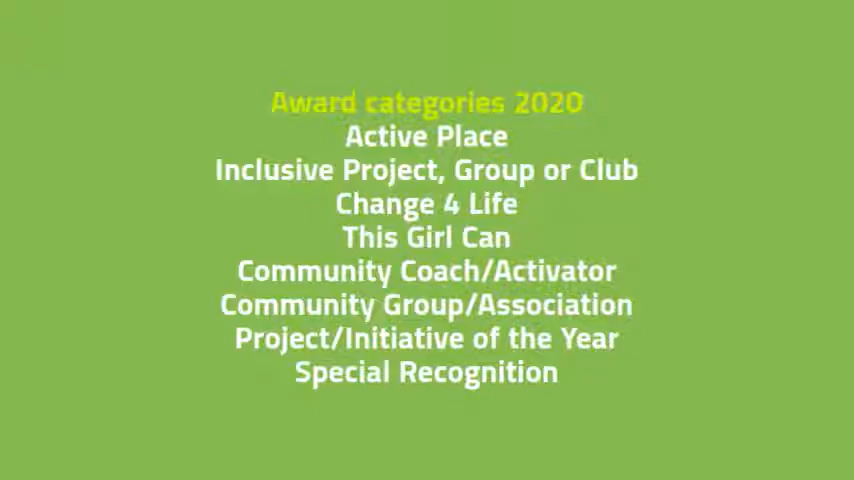 Award categories 2020
Active Place
Inclusive Project, Group or Club
Change 4 Life
This Girl Can
Community Coach/Activator
Community Group/Association
Project/Initiative of the Year
Special Recognition